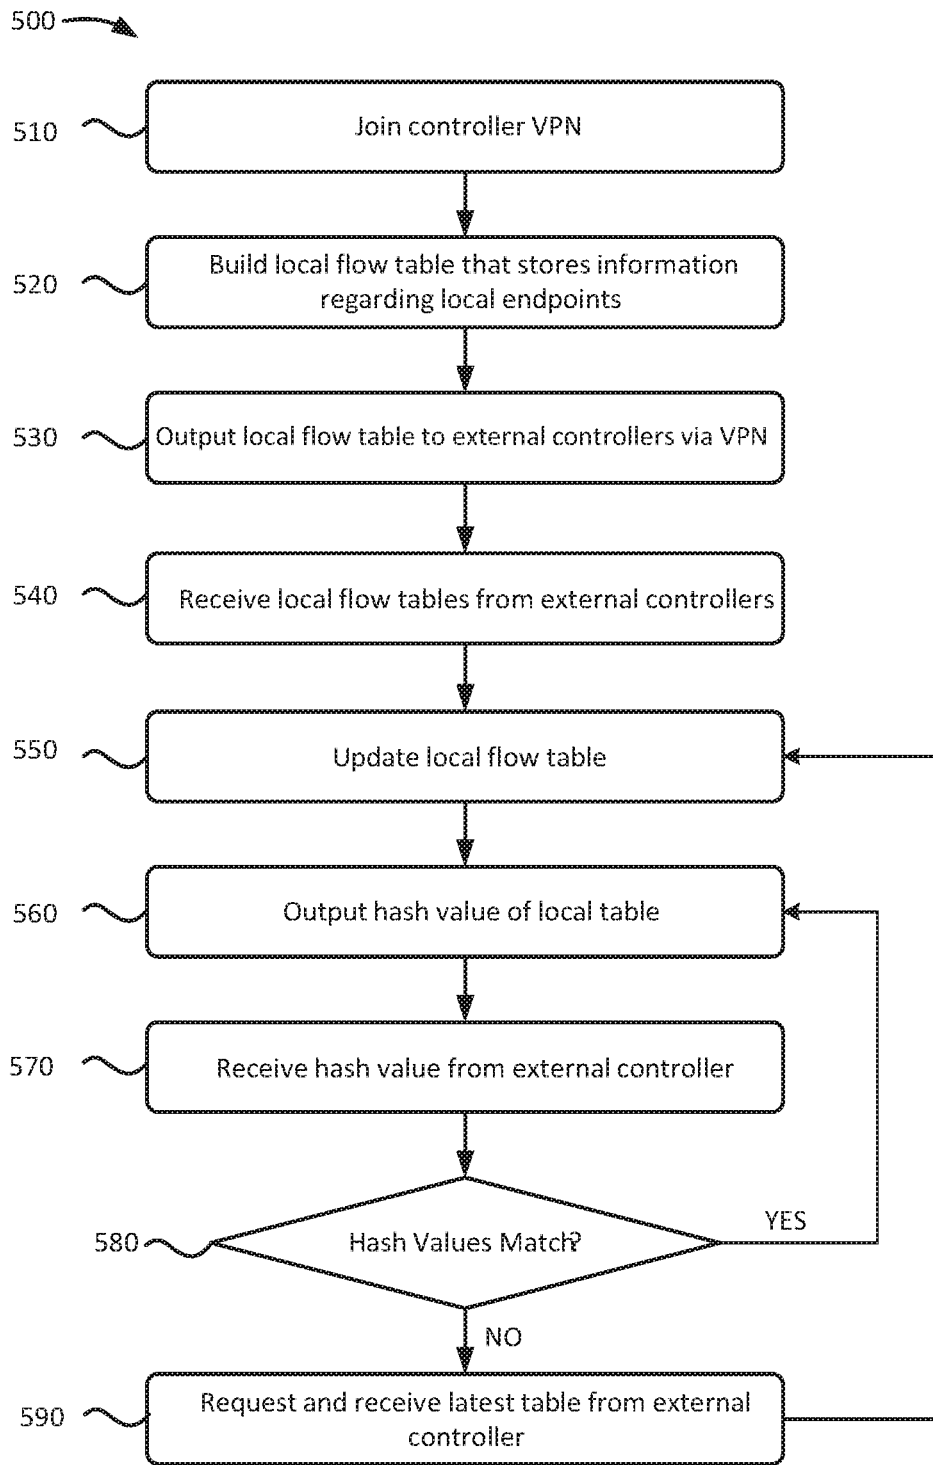 500
510
Join controller VPN
520
Build local flow table that stores information
regarding local endpoints
530
Output local flow table to external controllers via VPN
540
Receive local flow tables from external controllers
550
Update local flow table
560
Output hash value of local table
570
Receive hash value from external controller
580
Hash Values Match?
YES
NO
590
Request and receive latest table from external
controller